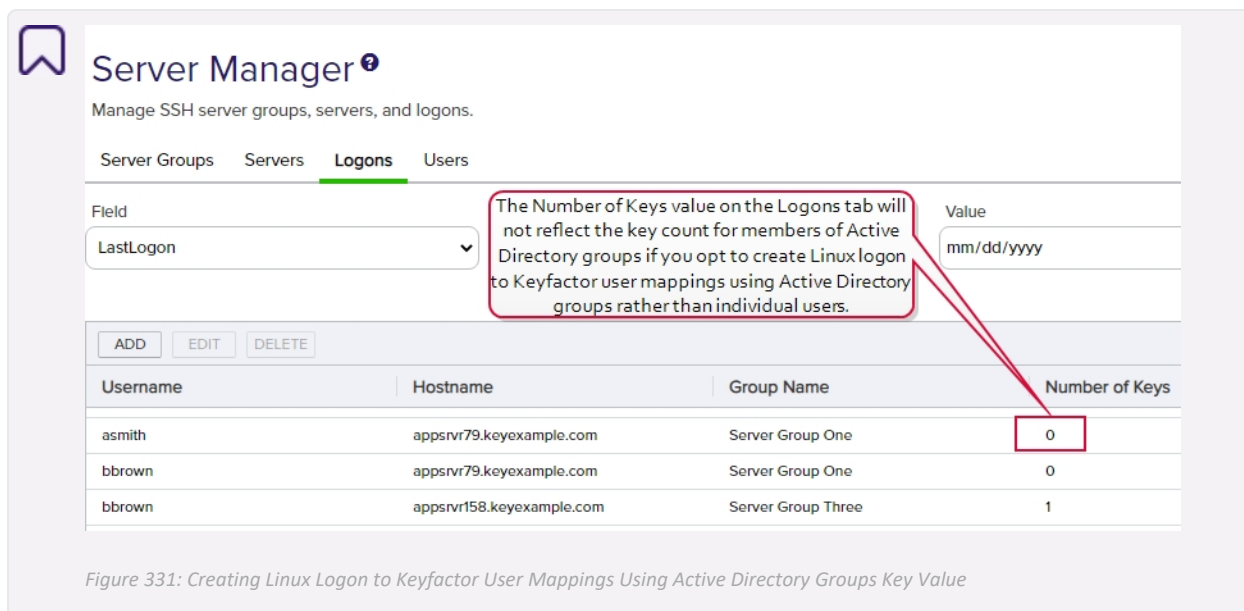 Server Manager ?
Manage SSH server groups, servers, and logons.
Server Groups Servers Logons Users
Field
LastLogon
The Number of Keys value on the Logons tab will
not reflect the key count for members of Active
Directory groups if you opt to create Linux logon
to Keyfactor user mappings using Active Directory
groups rather than individual users.
Value
mm/dd/yyyy
ADD EDIT DELETE
Username Hostname Group Name Number of Keys
asmith appsrvr79.keyexample.com Server Group One 0
bbrown appsrvr79.keyexample.com Server Group One 0
bbrown appsrvr158.keyexample.com Server Group Three 1
Figure 331: Creating Linux Logon to Keyfactor User Mappings Using Active Directory Groups Key Value